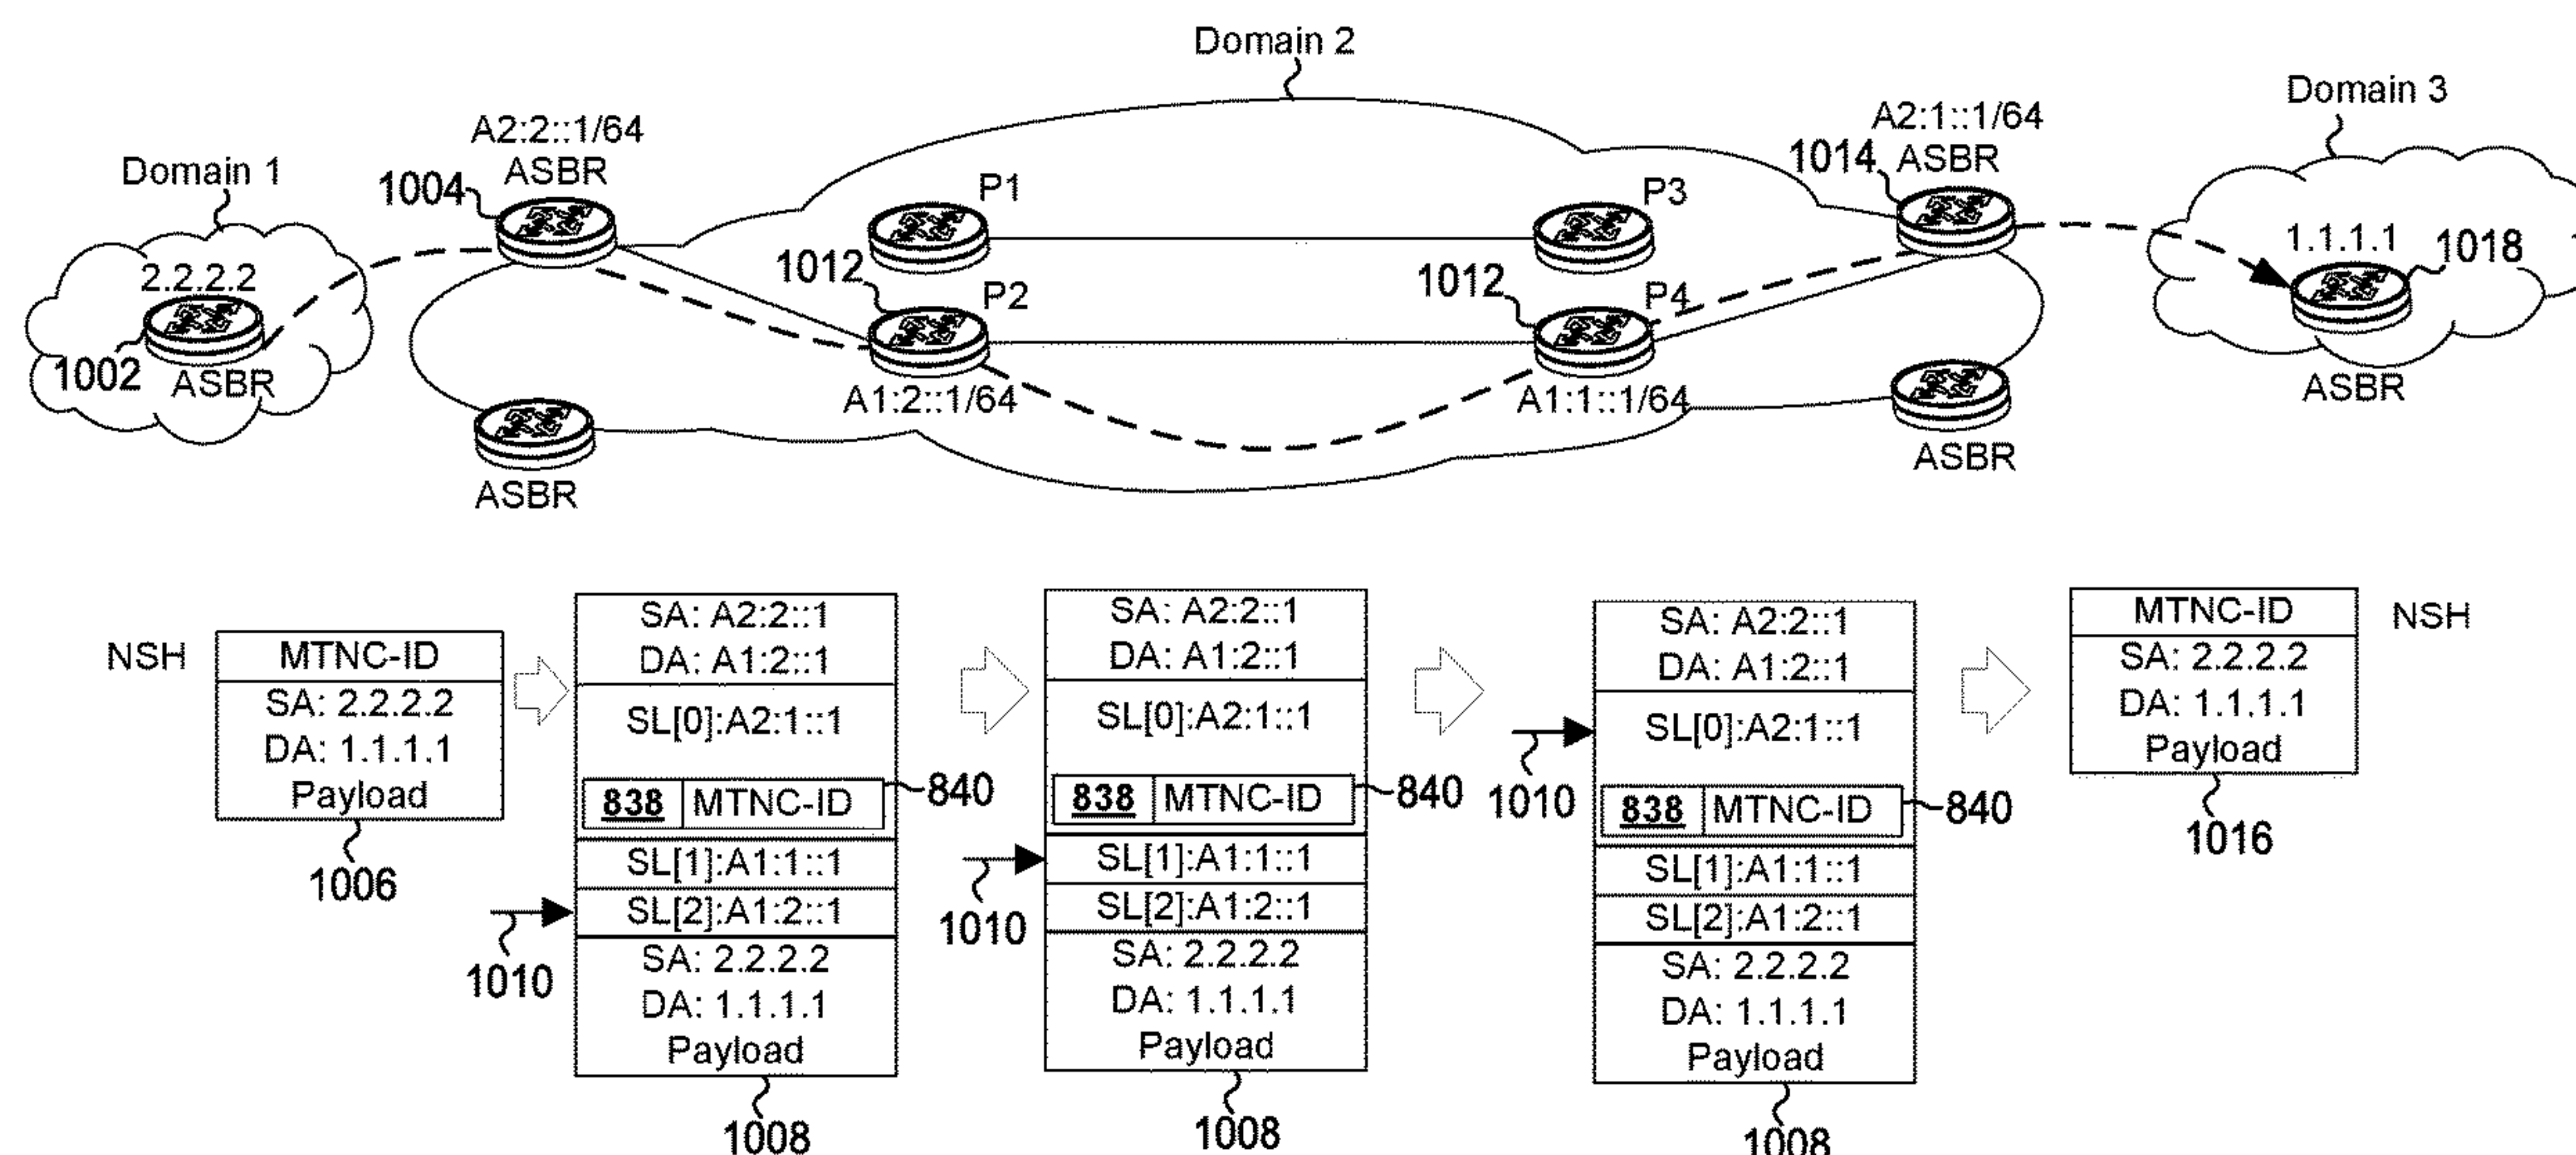 Domain 2
Domain 3
Domain 1
A2:2::1/64
ASBR
1004
A2:1::1/64
ASBR
1014
P1
P3
2.2.2.2
1002
ASBR
1012
P2
A1:2::1/64
1012
P4
A1:1::1/64
1.1.1.1
1018
ASBR
ASBR
ASBR
NSH
MTNC-ID
SA: 2.2.2.2
DA: 1.1.1.1
Payload
1006
SA: A2:2::1
DA: A1:2::1
SL[0]:A2:1::1
838 MTNC-ID
840
SL[1]:A1:1::1
SL[2]:A1:2::1
1010
SA: 2.2.2.2
DA: 1.1.1.1
Payload
1008
SA: A2:2::1
DA: A1:2::1
SL[0]:A2:1::1
838 MTNC-ID
840
SL[1]:A1:1::1
1010
SL[2]:A1:2::1
SA: 2.2.2.2
DA: 1.1.1.1
Payload
1008
SA: A2:2::1
DA: A1:2::1
SL[0]:A2:1::1
1010
838 MTNC-ID
840
SL[1]:A1:1::1
SL[2]:A1:2::1
SA: 2.2.2.2
DA: 1.1.1.1
Payload
1008
MTNC-ID
NSH
SA: 2.2.2.2
DA: 1.1.1.1
Payload
1016